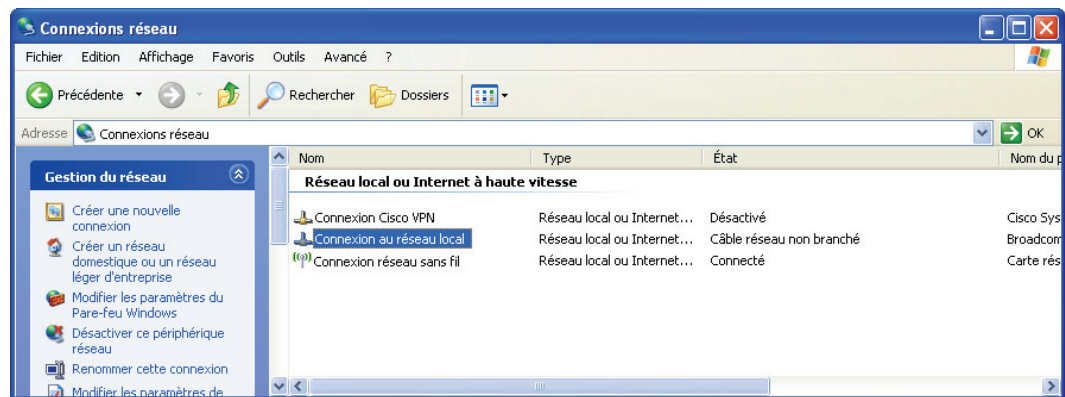 Connexions réseau
Fichier Edition Affichage Favoris Outils Avancé ?
Précédente Rechercher Dossiers
Adresse Connexions réseau OK
Gestion du réseau
Créer une nouvelle
connexion
Créer un réseau
domestique ou un réseau
léger d'entreprise
Modifier les paramètres du
Pare-feu Windows
Désactiver ce périphérique
réseau
Renommer cette connexion
Modifier les paramètres de
Nom Type État Nom du p
Réseau local ou Internet à haute vitesse
Connexion Cisco VPN Réseau local ou Internet... Désactivé Cisco Sys
Connexion au réseau local Réseau local ou Internet... Câble réseau non branché Broadcom
Connexion réseau sans fil Réseau local ou Internet... Connecté Carte rés